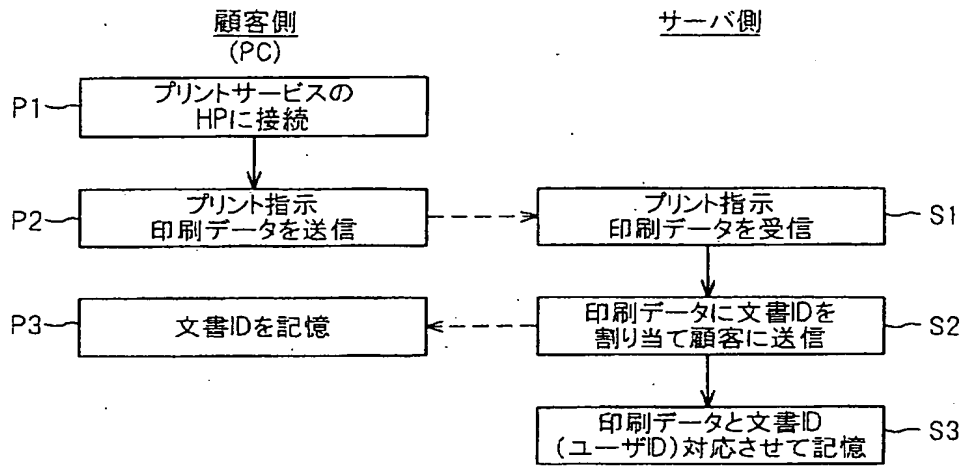 顧客側
(PC)
サーバ側
P1
プリントサービスの
HPに接続
P2
プリント指示
印刷データを送信
プリント指示
印刷データを受信
S1
P3
文書IDを記憶
印刷データに文書IDを
割り当て顧客に送信
S2
印刷データと文書ID
(ユーザID)対応させて記憶
S3